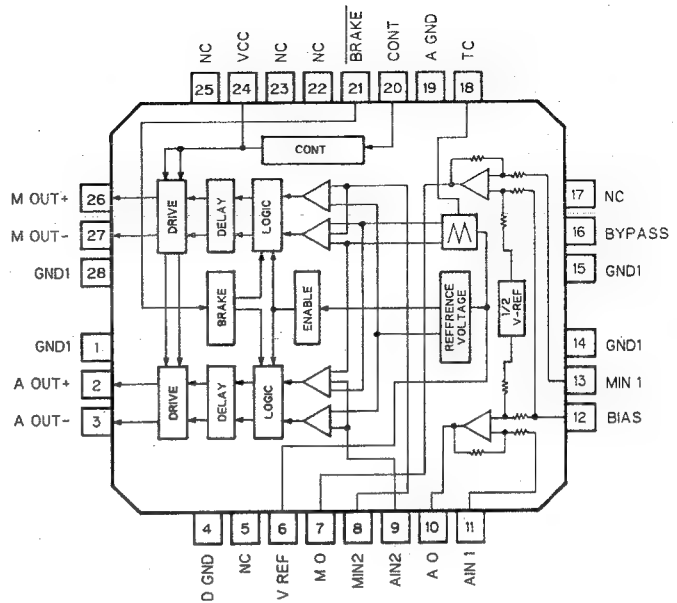 NC
VCC
NC
NC
BRAKE
CONT
A GND
TC
25
24
23
22
21
20
19
18
CONT
M OUT+
26
M OUT-
27
GND1
28
DRIVE
DELAY
LOGIC
17
NC
16
BYPASS
15
GND1
BRAKE
ENABLE
REFFRENCE
VOLTAGE
1/2
V-REF
GND1
1
A OUT+
2
A OUT-
3
DRIVE
DELAY
LOGIC
14
GND1
13
MIN 1
12
BIAS
4
5
6
7
8
9
10
11
D GND
NC
V REF
M O
MIN2
AIN2
A O
AIN 1